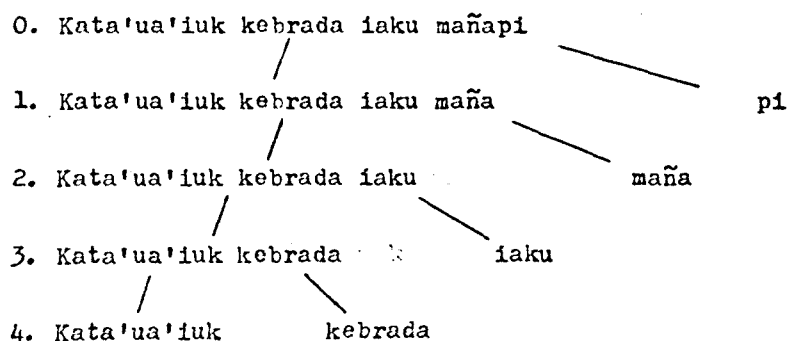 0. Kata'ua'iuk kebrada iaku mañapi
1. Kata'ua'iuk kebrada iaku maña pi
2. Kata'ua'iuk kebrada iaku maña
3. Kata'ua'iuk kebrada iaku
4. Kata'ua'iuk kebrada